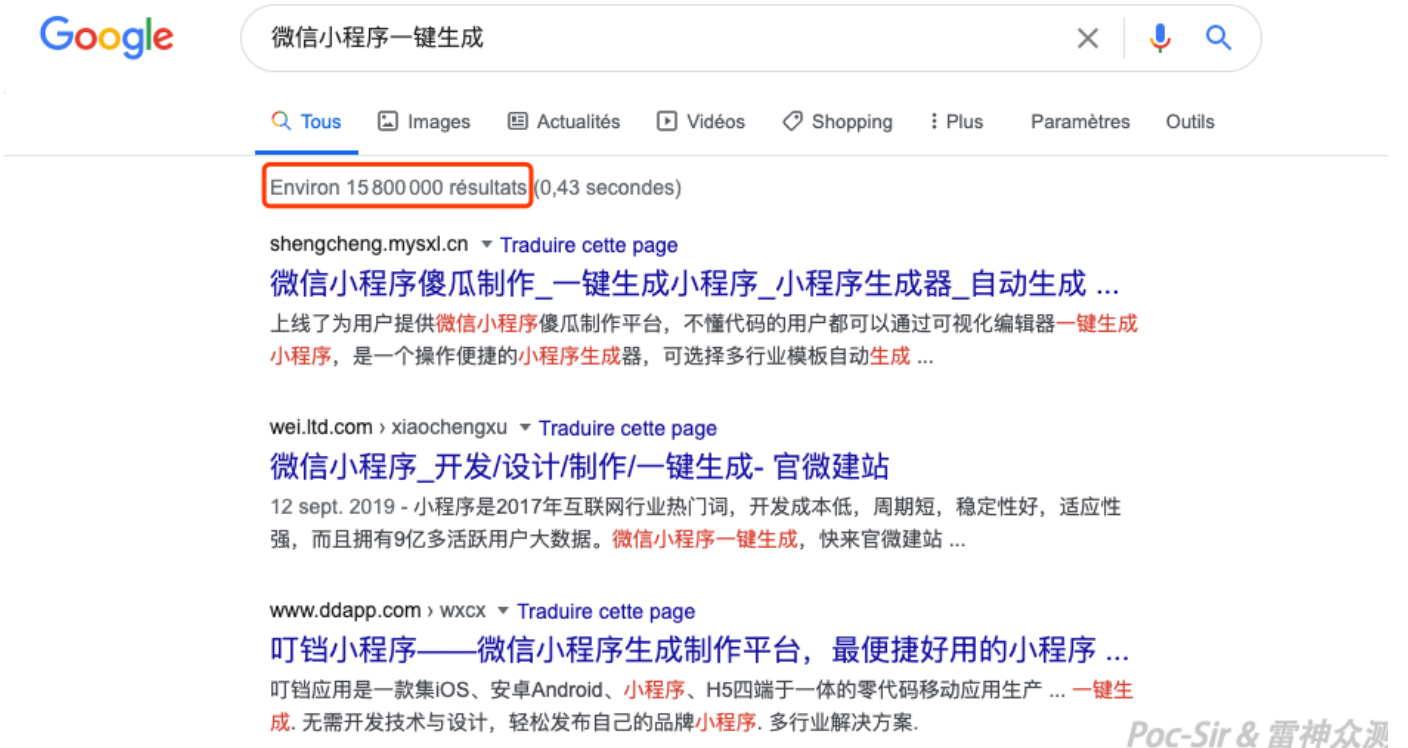 Google
微信小程序一键生成
Tous Images Actualités Vidéos Shopping Plus Paramètres Outils
Environ 15 800 000 résultats (0,43 secondes)
shengcheng.mysxl.cn Traduire cette page
微信小程序傻瓜制作_一键生成小程序_小程序生成器_自动生成 ...
上线了为用户提供微信小程序傻瓜制作平台，不懂代码的用户都可以通过可视化编辑器一键生成
小程序，是一个操作便捷的小程序生成器，可选择多行业模板自动生成 ...
wei.ltd.com › xiaochengxu Traduire cette page
微信小程序_开发/设计/制作/一键生成- 官微建站
12 sept. 2019 - 小程序是2017年互联网行业热门词，开发成本低，周期短，稳定性好，适应性
强，而且拥有9亿多活跃用户大数据。微信小程序一键生成，快来官微建站 ...
www.ddapp.com › wxcx Traduire cette page
叮铛小程序——微信小程序生成制作平台，最便捷好用的小程序 ...
叮铛应用是一款集iOS、安卓Android、小程序、H5四端于一体的零代码移动应用生产 ... 一键生
成. 无需开发技术与设计，轻松发布自己的品牌小程序. 多行业解决方案.
Poc-Sir & 雷神众测